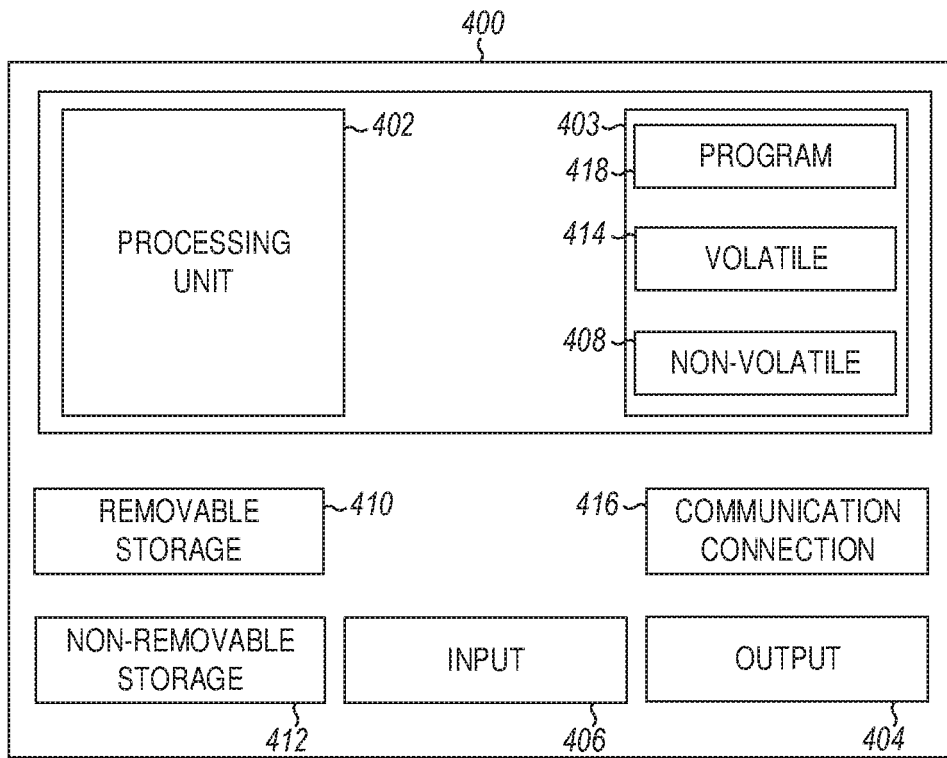 400
402
403
PROGRAM
418
PROCESSING
UNIT
414
VOLATILE
408
NON-VOLATILE
REMOVABLE
STORAGE
410
416
COMMUNICATION
CONNECTION
NON-REMOVABLE
STORAGE
INPUT
OUTPUT
412
406
404